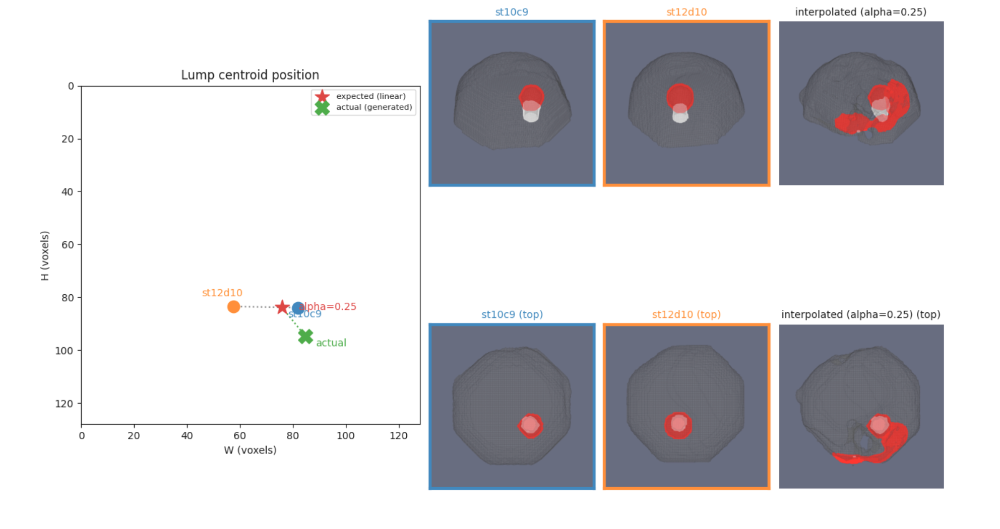 Lump centroid position
expected (linear)
actual (generated)
0
20
40
60
80
100
120
H (voxels)
st12d10
alpha=0.25
st10c9
actual
0
20
40
60
80
100
120
W (voxels)
st10c9
st12d10
interpolated (alpha=0.25)
st10c9 (top)
st12d10 (top)
interpolated (alpha=0.25) (top)